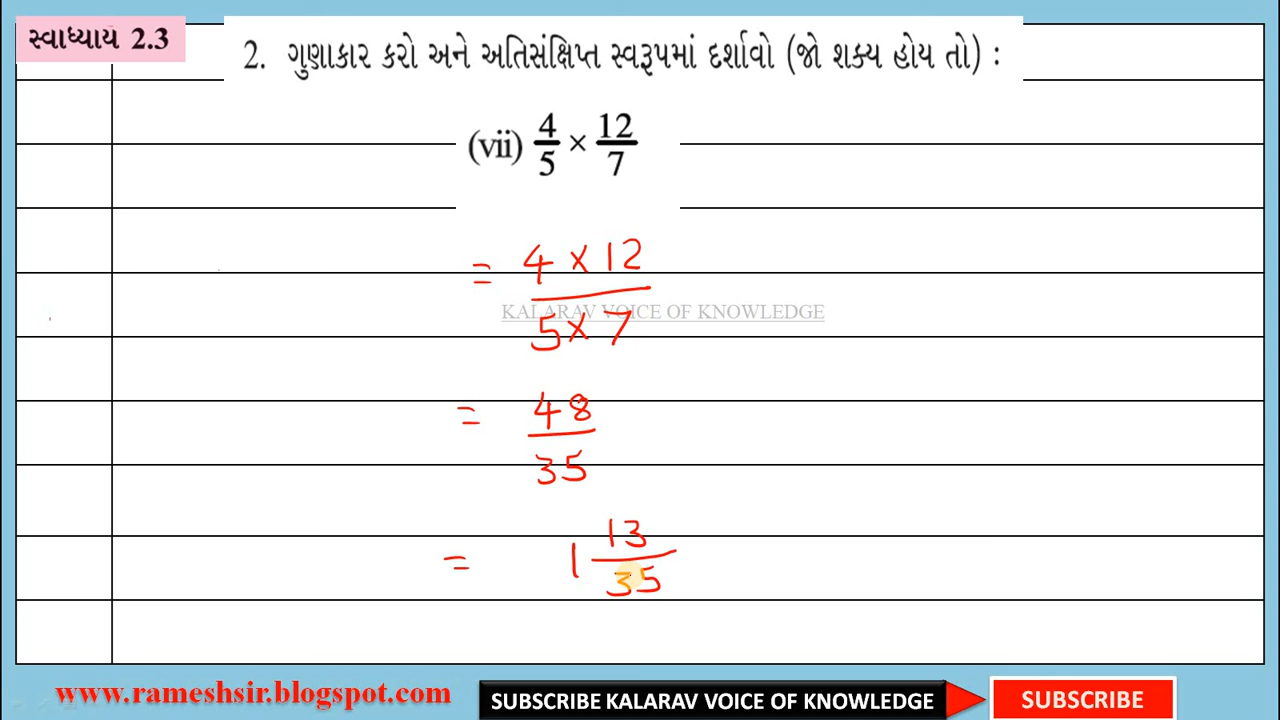 સ્વાધ્યાય 2.3
2. ગુણાકાર કરો અને અતિસંક્ષિપ્ત સ્વરૂપમાં દર્શાવો (જો શક્ય હોય તો) :
(vii) 4/5 × 12/7
= 4 × 12 / 5 × 7
KALARAV VOICE OF KNOWLEDGE
= 48/35
= 1 13/35
www.rameshsir.blogspot.com
SUBSCRIBE KALARAV VOICE OF KNOWLEDGE
SUBSCRIBE